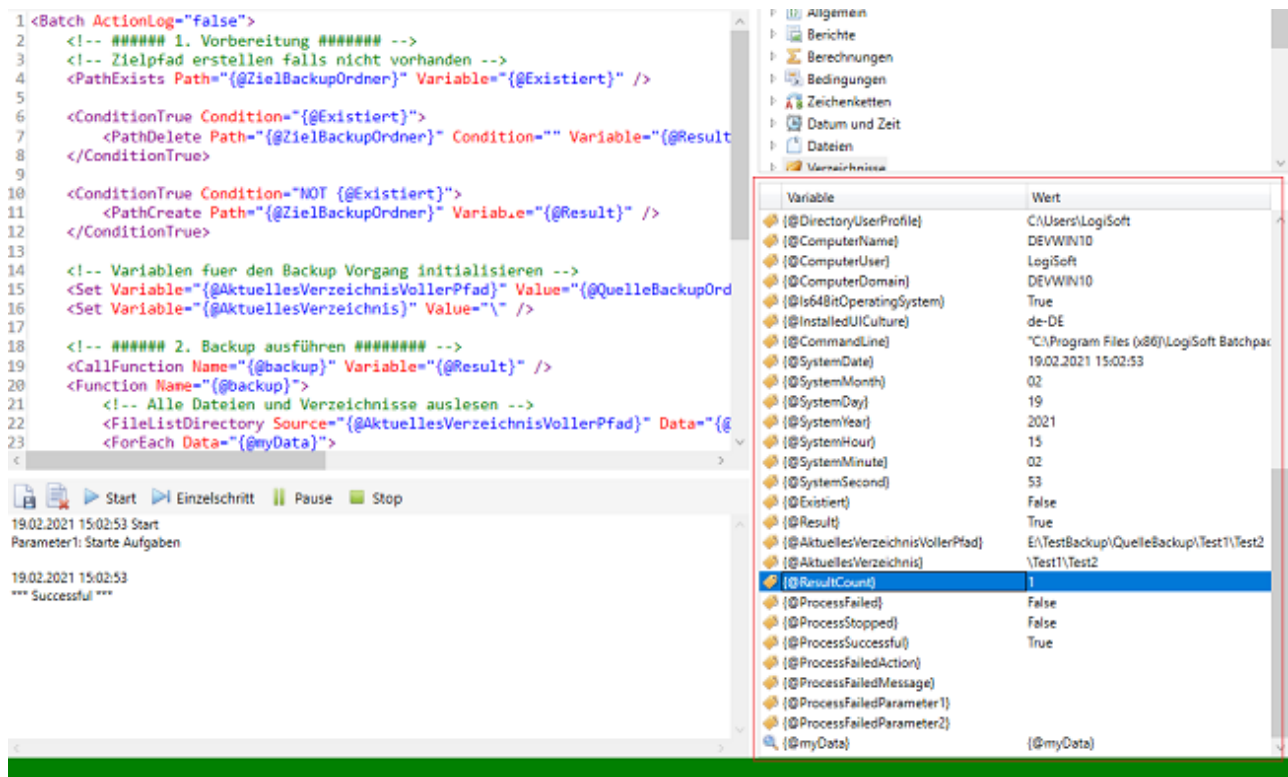 1 <Batch ActionLog="false">
2 <!-- ###### 1. Vorbereitung ####### -->
3 <!-- Zielpfad erstellen falls nicht vorhanden -->
4 <PathExists Path="{@ZielBackupOrdner}" Variable="{@Existiert}" />
5
6 <ConditionTrue Condition="{@Existiert}">
7 <PathDelete Path="{@ZielBackupOrdner}" Condition="" Variable="{@Result
8 </ConditionTrue>
9
10 <ConditionTrue Condition="NOT {@Existiert}">
11 <PathCreate Path="{@ZielBackupOrdner}" Variable="{@Result}" />
12 </ConditionTrue>
13
14 <!-- Variablen fuer den Backup Vorgang initialisieren -->
15 <Set Variable="{@AktuellesVerzeichnisVollerPfad}" Value="{@QuelleBackupOrd
16 <Set Variable="{@AktuellesVerzeichnis}" Value="\" />
17
18 <!-- ###### 2. Backup ausführen ######## -->
19 <CallFunction Name="{@backup}" Variable="{@Result}" />
20 <Function Name="{@backup}">
21 <!-- Alle Dateien und Verzeichnisse auslesen -->
22 <FileListDirectory Source="{@AktuellesVerzeichnisVollerPfad}" Data="{@
23 <ForEach Data="{@myData}">
Start Einzelschritt Pause Stop
19.02.2021 15:02:53 Start
Parameter1: Starte Aufgaben
19.02.2021 15:02:53
*** Successful ***
Allgemein
Berichte
Berechnungen
Bedingungen
Zeichenketten
Datum und Zeit
Dateien
Verzeichnisse
Variable Wert
{@DirectoryUserProfile} C:\Users\LogiSoft
{@ComputerName} DEVWIN10
{@ComputerUser} LogiSoft
{@ComputerDomain} DEVWIN10
{@Is64BitOperatingSystem} True
{@InstalledUICulture} de-DE
{@CommandLine} "C:\Program Files (x86)\LogiSoft Batchpac
{@SystemDate} 19.02.2021 15:02:53
{@SystemMonth} 02
{@SystemDay} 19
{@SystemYear} 2021
{@SystemHour} 15
{@SystemMinute} 02
{@SystemSecond} 53
{@Existiert} False
{@Result} True
{@AktuellesVerzeichnisVollerPfad} E:\TestBackup\QuelleBackup\Test1\Test2
{@AktuellesVerzeichnis} \Test1\Test2
{@ResultCount} 1
{@ProcessFailed} False
{@ProcessStopped} False
{@ProcessSuccessful} True
{@ProcessFailedAction}
{@ProcessFailedMessage}
{@ProcessFailedParameter1}
{@ProcessFailedParameter2}
{@myData} {@myData}